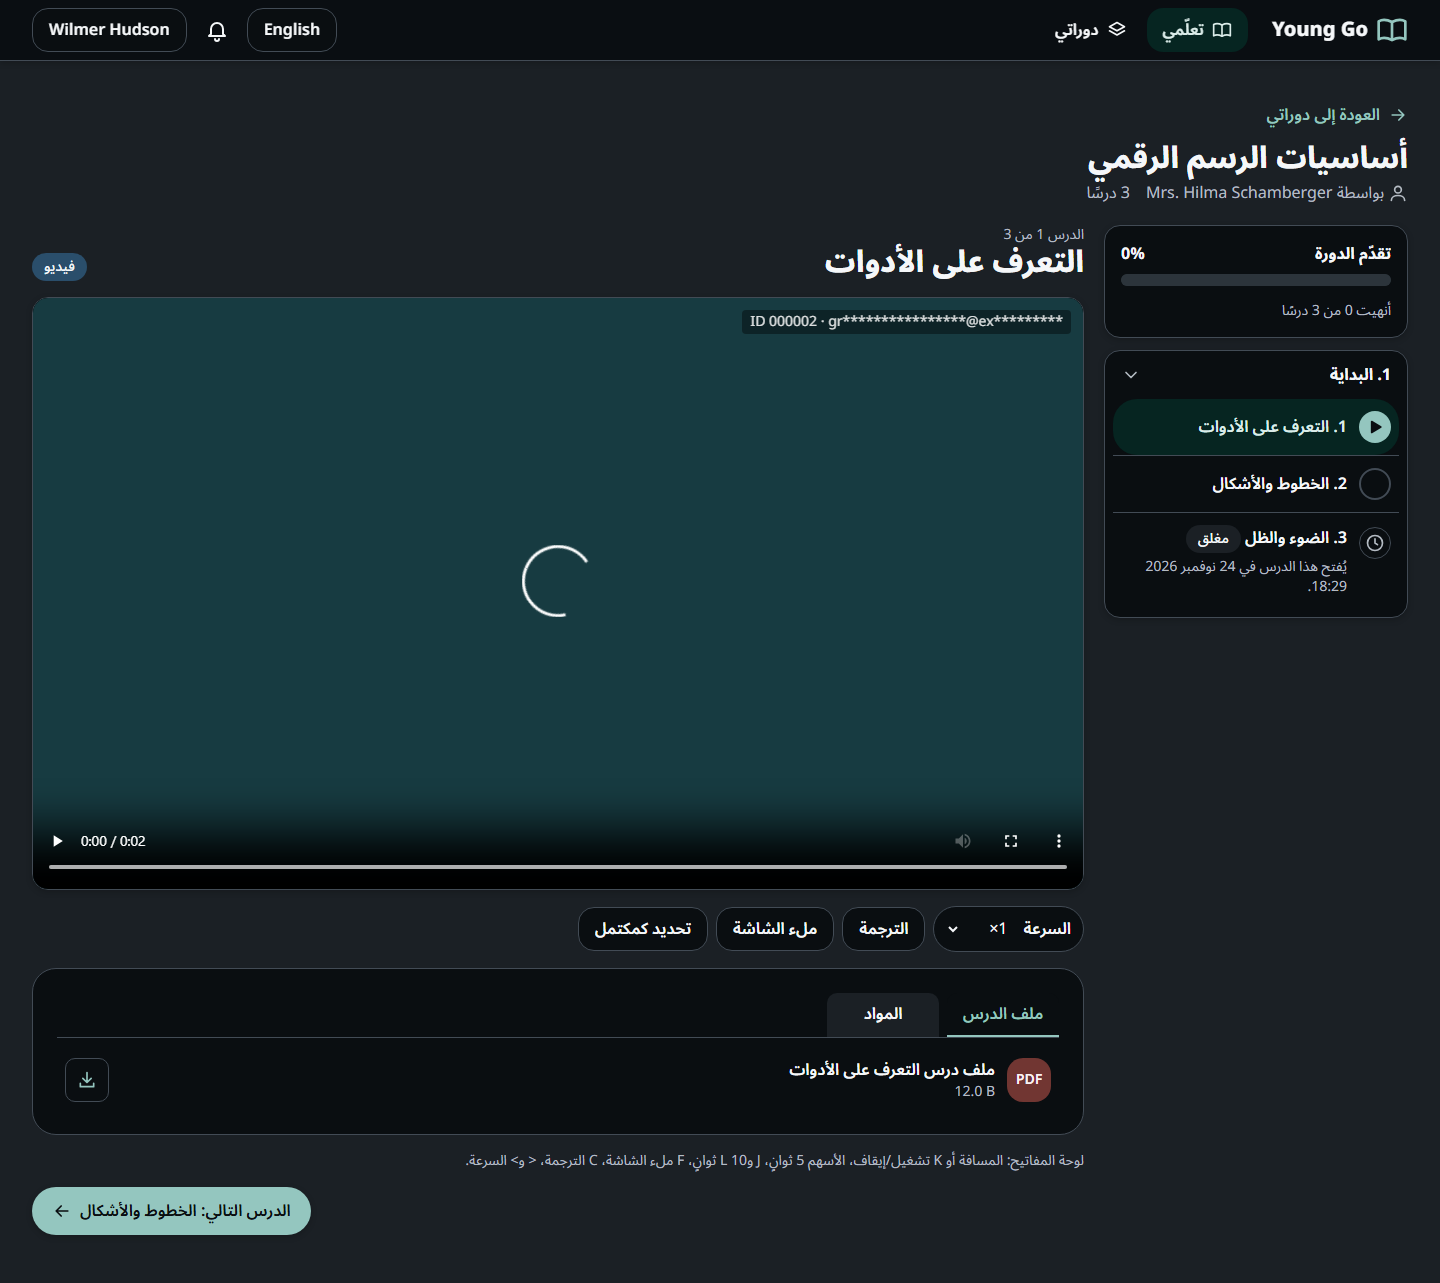 Young Go
تعلّمي
دوراتي
English
Wilmer Hudson
العودة إلى دوراتي
أساسيات الرسم الرقمي
بواسطة Mrs. Hilma Schamberger 3 درسًا
تقدّم الدورة 0%
أنهيت 0 من 3 درسًا
1. البداية
1. التعرف على الأدوات
2. الخطوط والأشكال
3. الضوء والظل مغلق
يُفتح هذا الدرس في 24 نوفمبر 2026
18:29.
الدرس 1 من 3
التعرف على الأدوات
فيديو
ID 000002 · gr****************@ex*********
0:00 / 0:02
السرعة 1×
الترجمة
ملء الشاشة
تحديد كمكتمل
ملف الدرس
المواد
PDF
ملف درس التعرف على الأدوات
12.0 B
لوحة المفاتيح: المسافة أو K تشغيل/إيقاف، الأسهم 5 ثوانٍ، J وL 10 ثوانٍ، F ملء الشاشة، C الترجمة، < و> السرعة.
الدرس التالي: الخطوط والأشكال